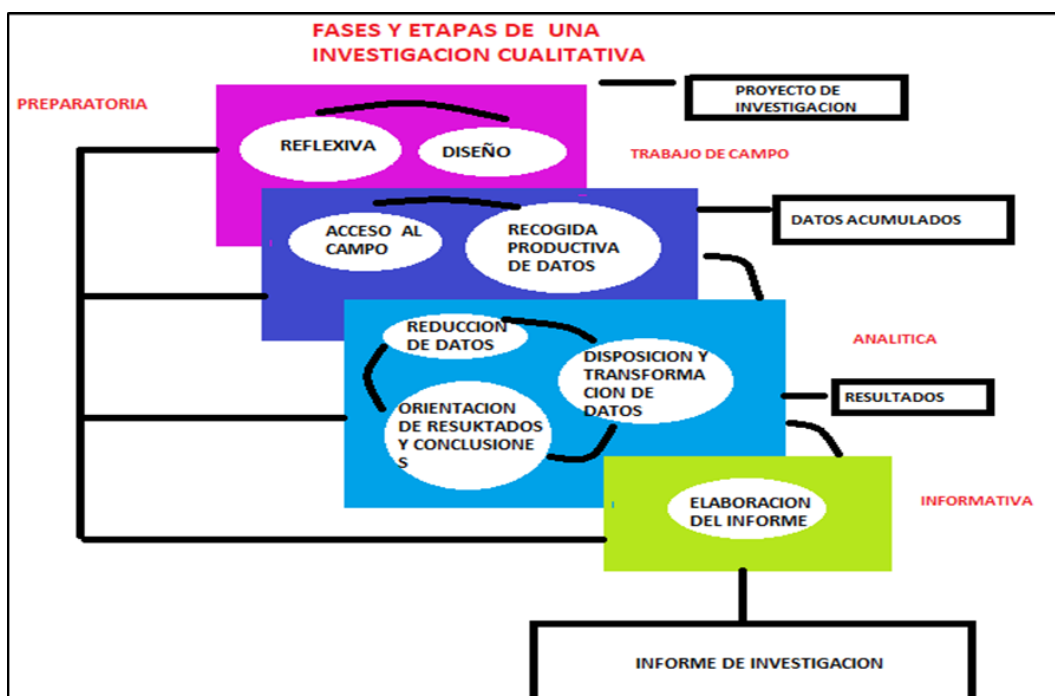 FASES Y ETAPAS DE UNA
INVESTIGACION CUALITATIVA
PREPARATORIA
PROYECTO DE
INVESTIGACION
REFLEXIVA
DISEÑO
TRABAJO DE CAMPO
ACCESO AL
CAMPO
RECOGIDA
PRODUCTIVA
DE DATOS
DATOS ACUMULADOS
REDUCCION
DE DATOS
DISPOSICION Y
TRANSFORMA
CION DE
DATOS
ANALITICA
RESULTADOS
ORIENTACION
DE RESUKTADOS
Y CONCLUSIONE
S
ELABORACION
DEL INFORME
INFORMATIVA
INFORME DE INVESTIGACION